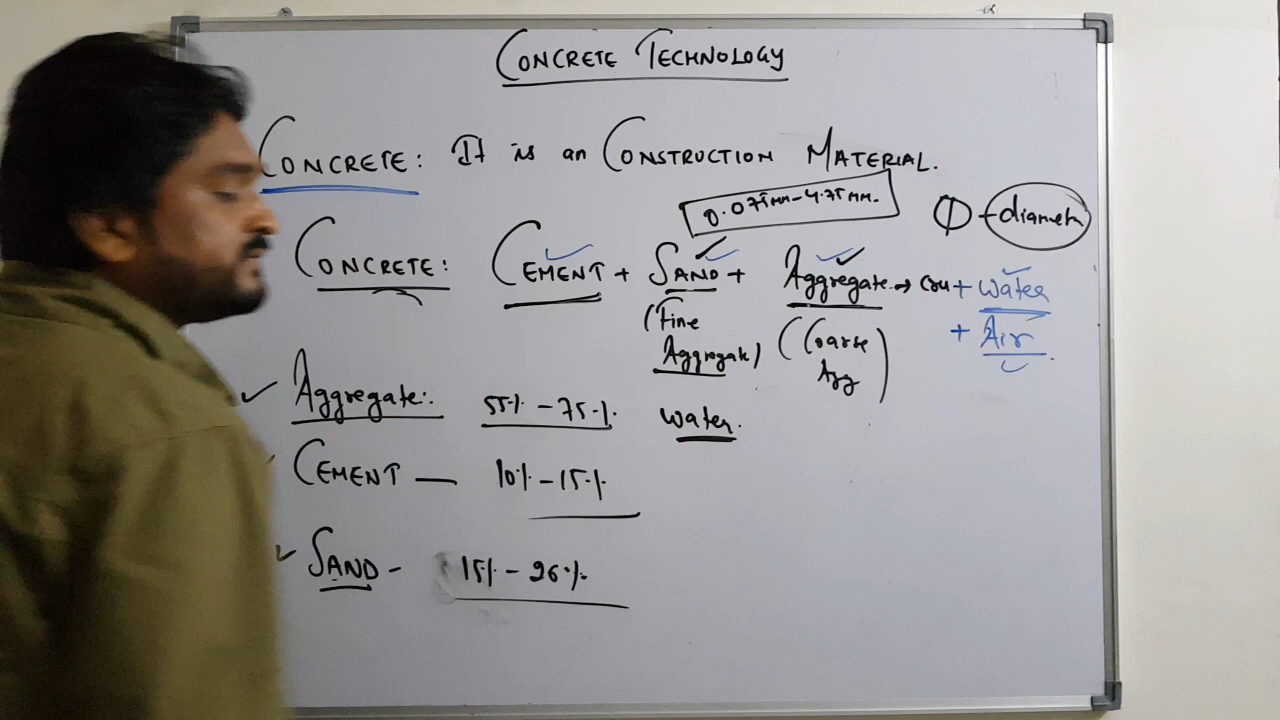 CONCRETE TECHNOLOGY
CONCRETE: It is an CONSTRUCTION MATERIAL.
0.075MM-4.75MM.
Φ - diameter
CONCRETE: CEMENT + SAND + Aggregate → + water
(Fine Aggregate) (Coarse Agg) + Air
Aggregate:. 55% - 75% water.
CEMENT — 10% - 15%
SAND - 15% - 26%